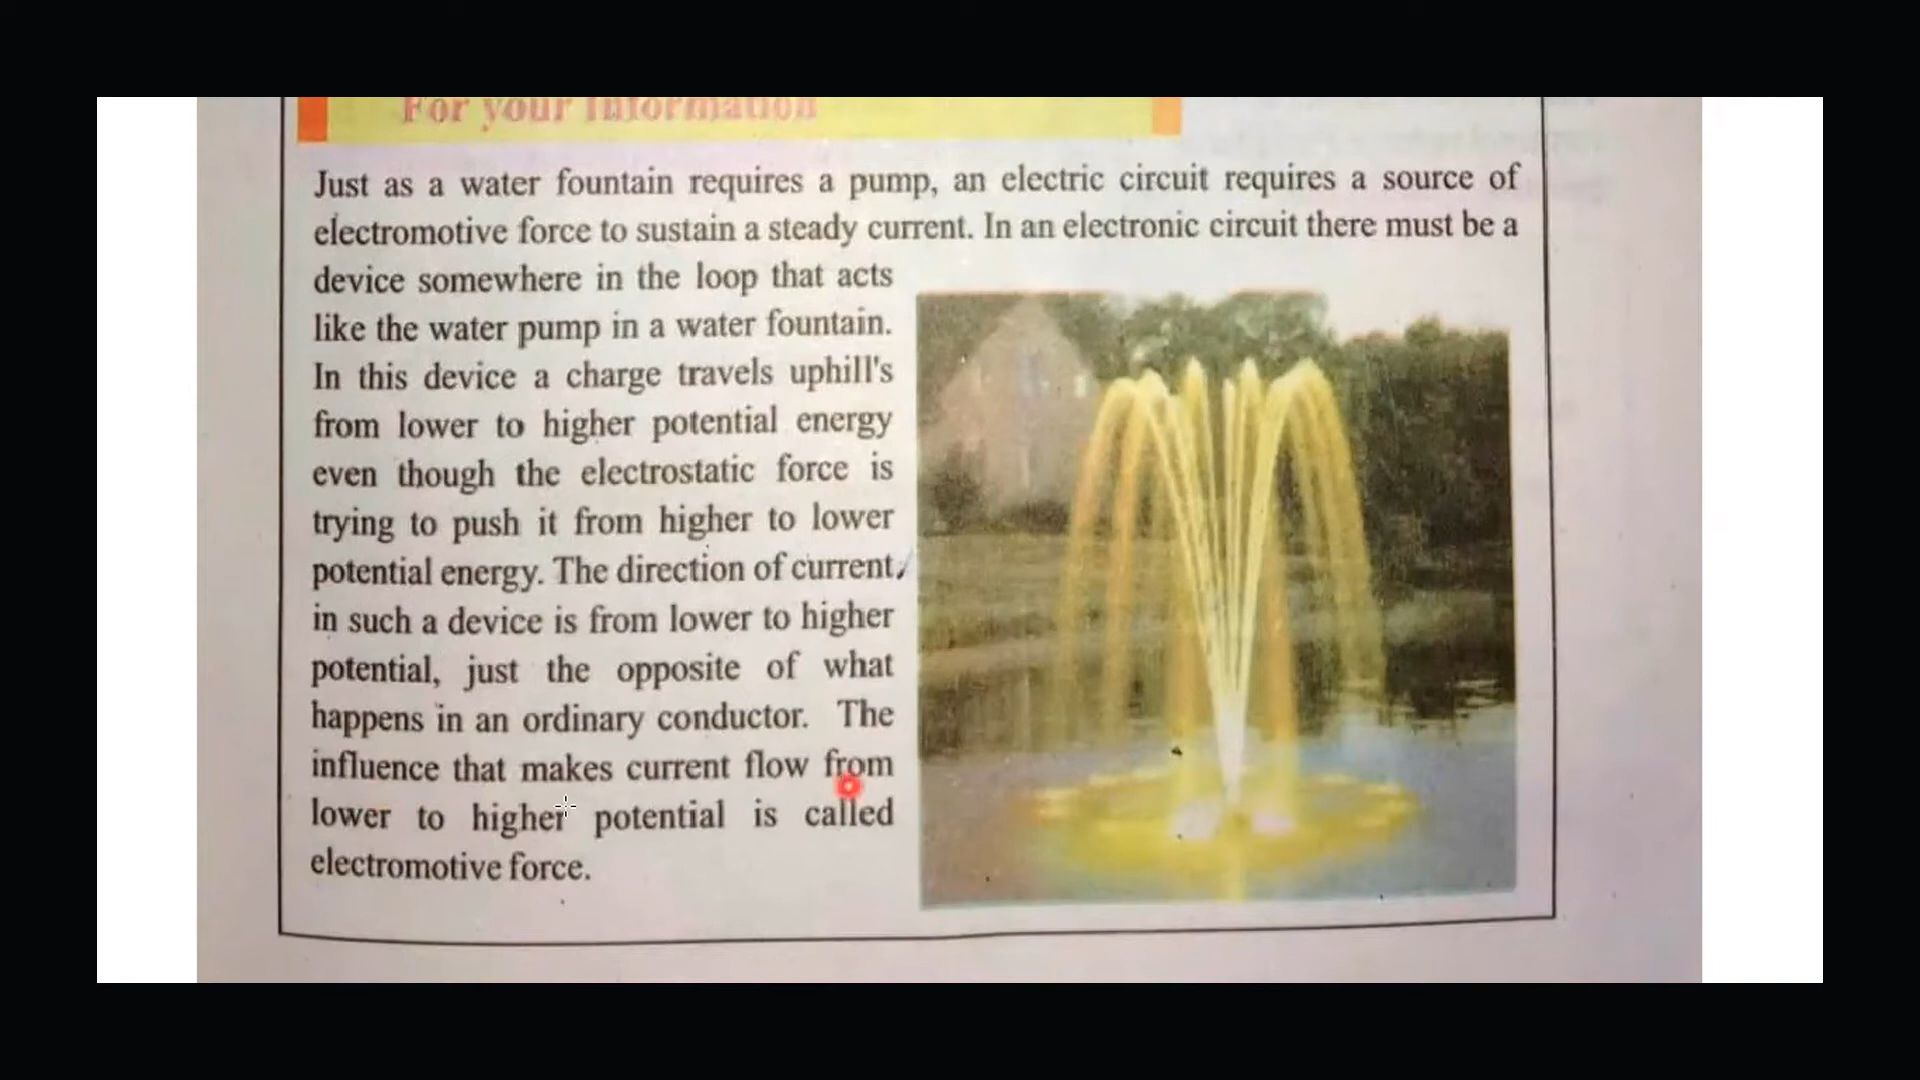 For your Information
Just as a water fountain requires a pump, an electric circuit requires a source of
electromotive force to sustain a steady current. In an electronic circuit there must be a
device somewhere in the loop that acts
like the water pump in a water fountain.
In this device a charge travels uphill's
from lower to higher potential energy
even though the electrostatic force is
trying to push it from higher to lower
potential energy. The direction of current,
in such a device is from lower to higher
potential, just the opposite of what
happens in an ordinary conductor. The
influence that makes current flow from
lower to higher potential is called
electromotive force.